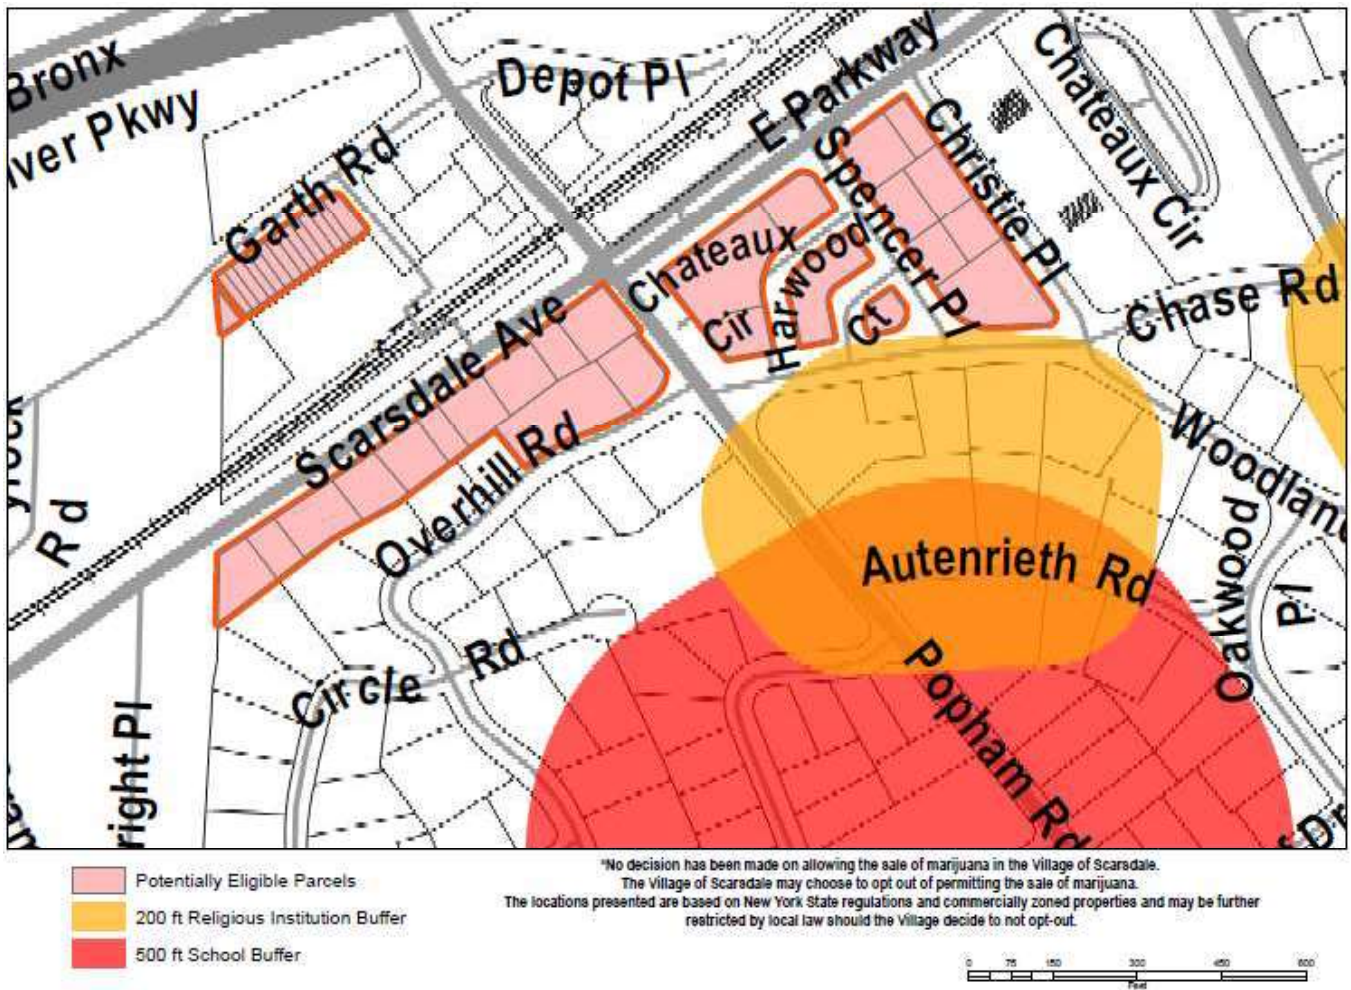 Bronx
iver Pkwy
Depot Pl
E Parkway
Chateaux Cir
Garth Rd
Spencer Pl
Christie Pl
Chateaux
Cir
Harwood
Ct
Chase Rd
Scarsdale Ave
Overhill Rd
Rd
Woodland
Autenrieth Rd
Oakwood
Pl
Circle Rd
Popham Rd
right Pl
Dr
Potentially Eligible Parcels
200 ft Religious Institution Buffer
500 ft School Buffer
*No decision has been made on allowing the sale of marijuana in the Village of Scarsdale.
The Village of Scarsdale may choose to opt out of permitting the sale of marijuana.
The locations presented are based on New York State regulations and commercially zoned properties and may be further
restricted by local law should the Village decide to not opt-out.
0 75 150 300 450 600
Feet